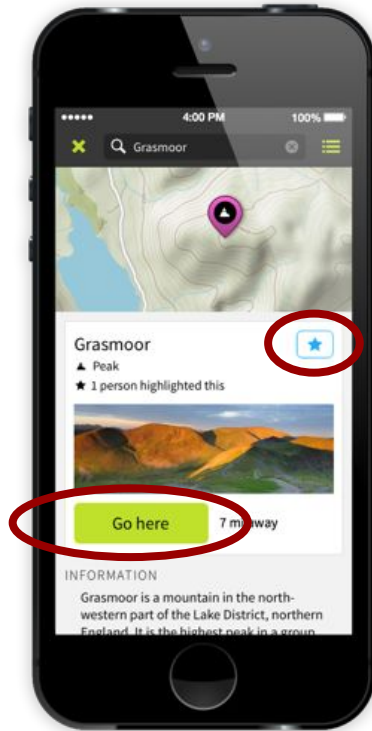 4:00 PM 100%
Grasmoor
Grasmoor
Peak
1 person highlighted this
Go here 7 away
INFORMATION
Grasmoor is a mountain in the north-
western part of the Lake District, northern
England. It is the highest peak in a group